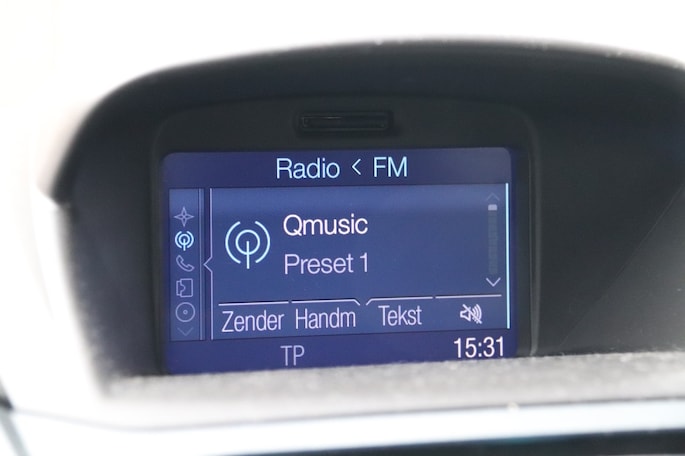 Radio < FM
Qmusic
Preset 1
Zender Handm Tekst
TP 15:31